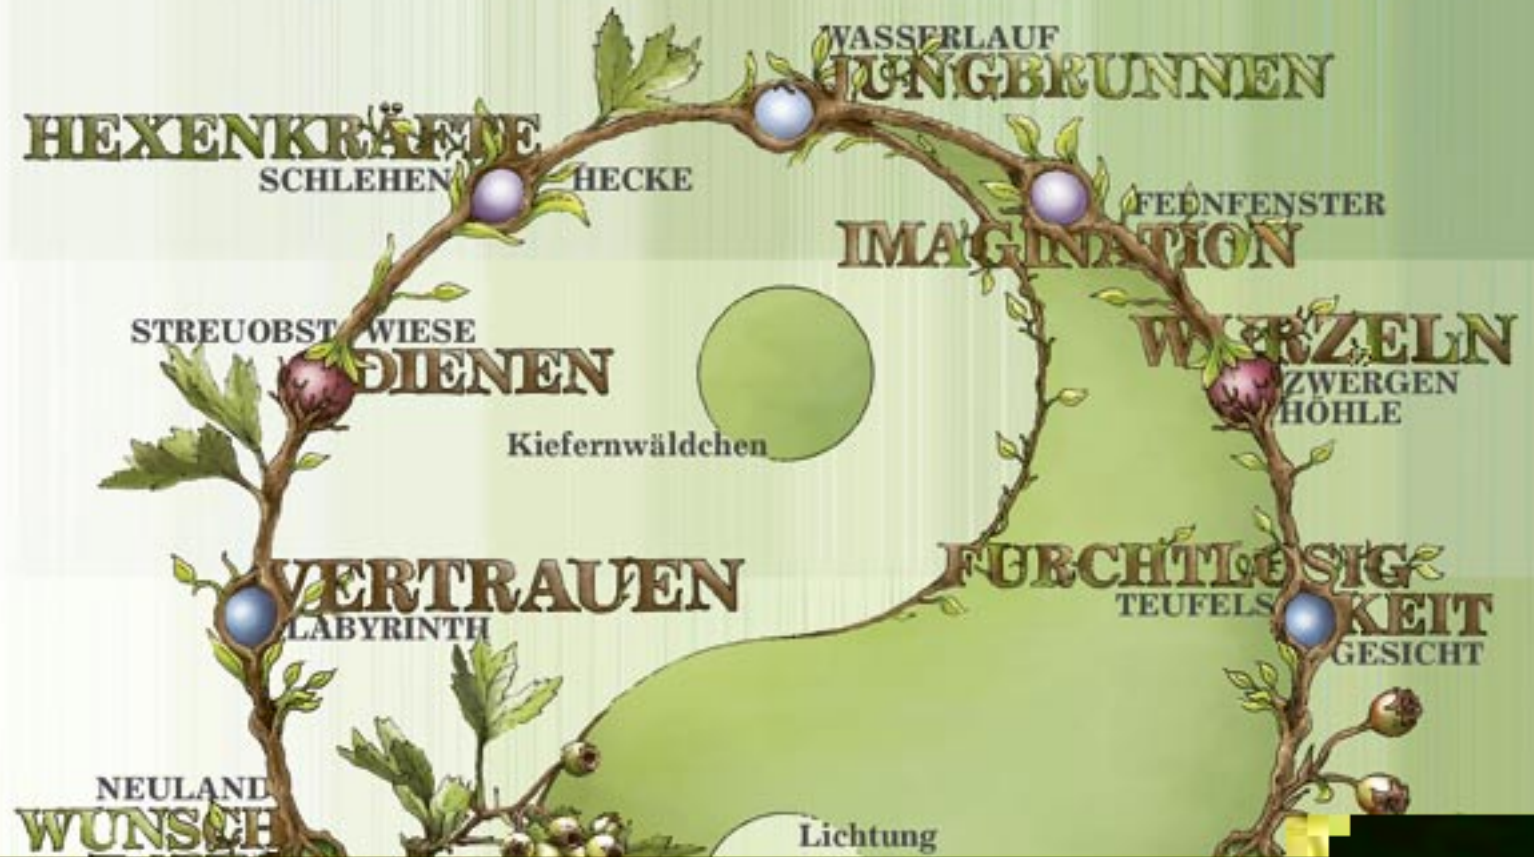 WASSERLAUF
JUNGBRUNNEN
HEXENKRÄFTE
SCHLEHEN HECKE
FEENFENSTER
IMAGINATION
STREUOBST WIESE
DIENEN
WURZELN
ZWERGEN
HÖHLE
Kiefernwäldchen
VERTRAUEN
LABYRINTH
FURCHTLOSIG
TEUFELS KEIT
GESICHT
NEULAND
WUNSCH
Lichtung